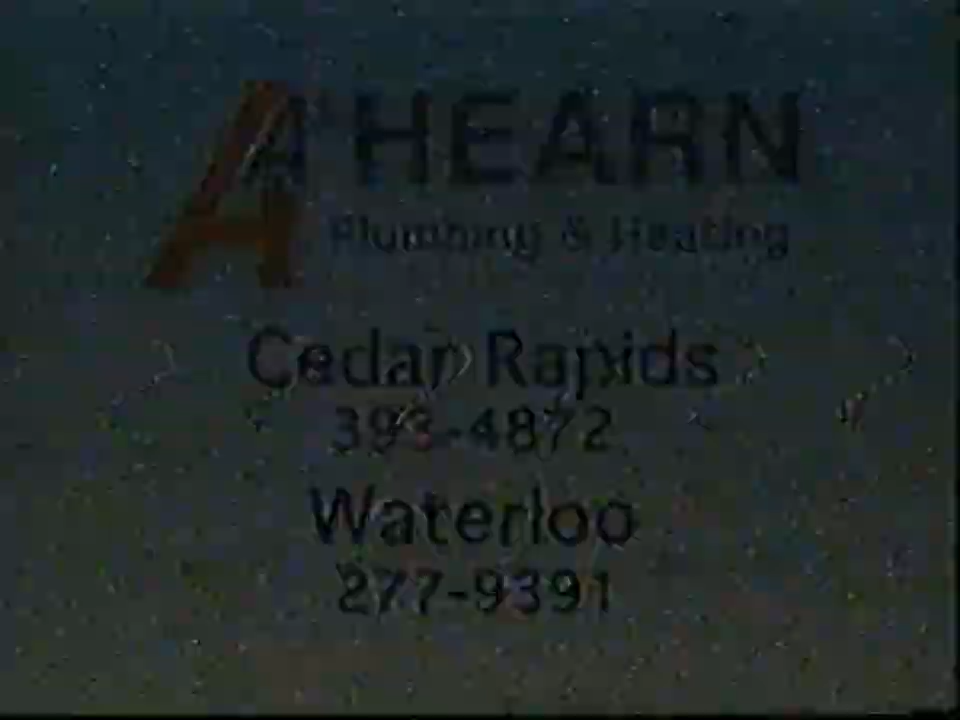 A'HEARN
Plumbing & Heating
Cedar Rapids
393-4872
Waterloo
277-9391